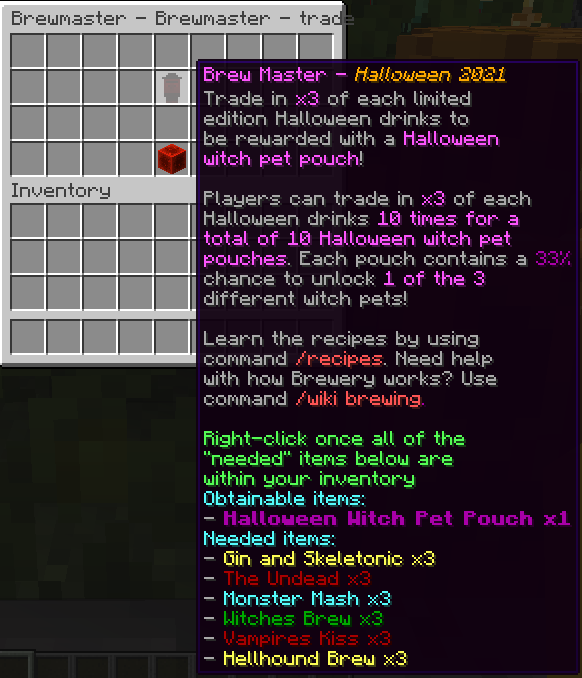 Brewmaster - Brewmaster - trade
Brew Master - Halloween 2021
Trade in x3 of each limited
edition Halloween drinks to
be rewarded with a Halloween
witch pet pouch!
Players can trade in x3 of each
Halloween drinks 10 times for a
total of 10 Halloween witch pet
pouches. Each pouch contains a 33%
chance to unlock 1 of the 3
different witch pets!
Learn the recipes by using
command /recipes. Need help
with how Brewery works? Use
command /wiki brewing.
Right-click once all of the
"needed" items below are
within your inventory
Obtainable items:
- Halloween Witch Pet Pouch x1
Needed items:
- Gin and Skeletonic x3
- The Undead x3
- Monster Mash x3
- Witches Brew x3
- Vampires Kiss x3
- Hellhound Brew x3
Inventory